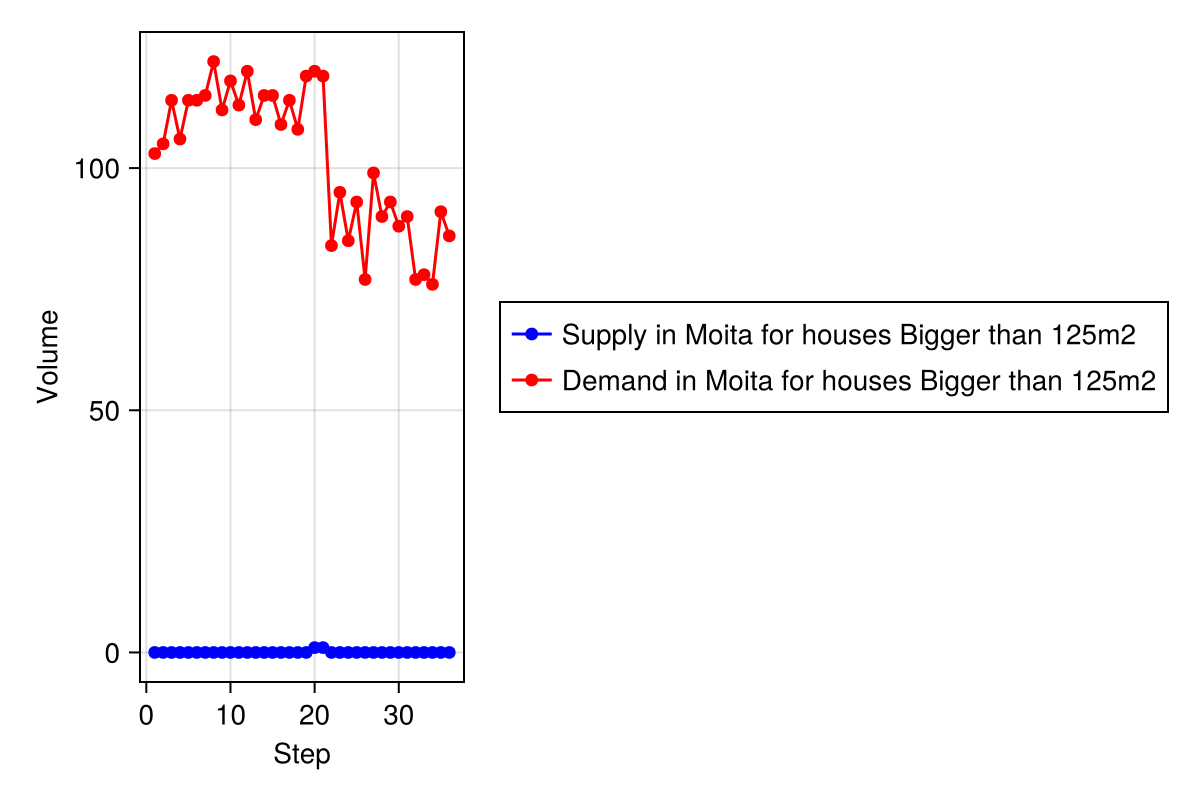 Volume
100
50
0
0 10 20 30
Step
Supply in Moita for houses Bigger than 125m2
Demand in Moita for houses Bigger than 125m2